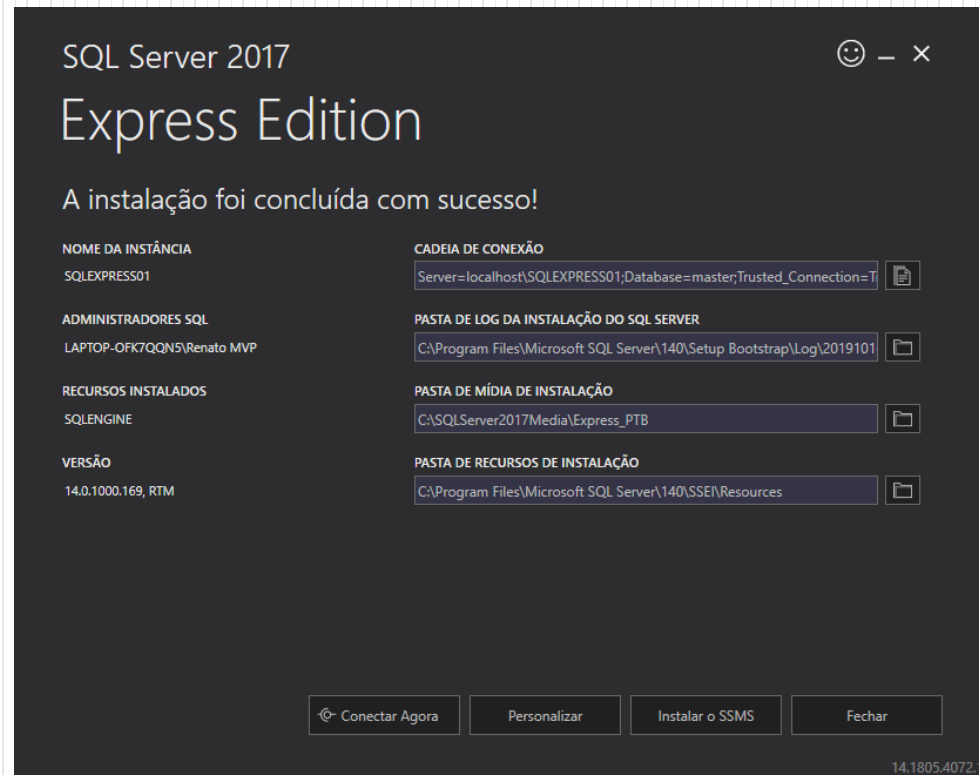 SQL Server 2017
Express Edition
A instalação foi concluída com sucesso!
NOME DA INSTÂNCIA
SQLEXPRESS01
CADEIA DE CONEXÃO
Server=localhost\SQLEXPRESS01;Database=master;Trusted_Connection=T
ADMINISTRADORES SQL
LAPTOP-OFK7QQN5\Renato MVP
PASTA DE LOG DA INSTALAÇÃO DO SQL SERVER
C:\Program Files\Microsoft SQL Server\140\Setup Bootstrap\Log\2019101
RECURSOS INSTALADOS
SQLENGINE
PASTA DE MÍDIA DE INSTALAÇÃO
C:\SQLServer2017Media\Express_PTB
VERSÃO
14.0.1000.169, RTM
PASTA DE RECURSOS DE INSTALAÇÃO
C:\Program Files\Microsoft SQL Server\140\SSEI\Resources
Conectar Agora
Personalizar
Instalar o SSMS
Fechar
14.1805.4072.